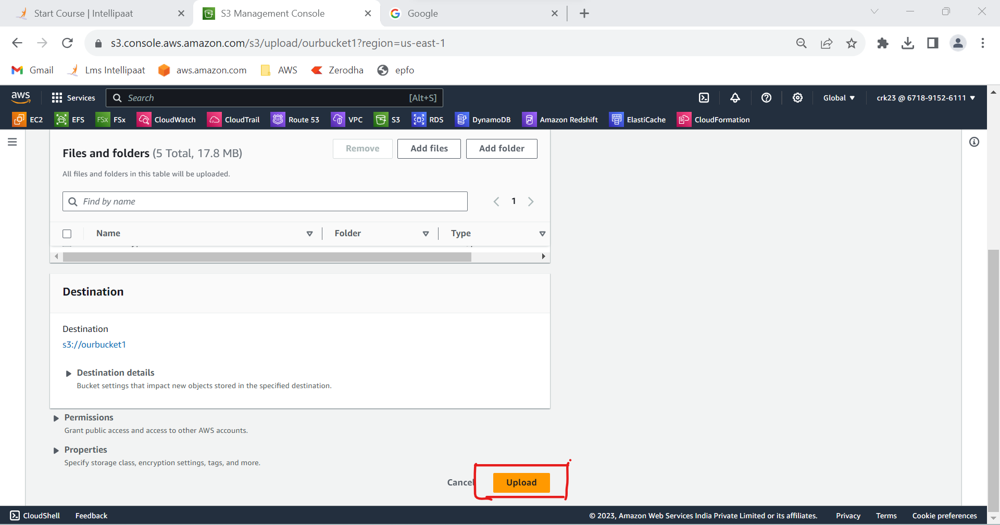 Start Course | Intellipaat
S3 Management Console
Google
s3.console.aws.amazon.com/s3/upload/ourbucket1?region=us-east-1
Gmail Lms Intellipaat aws.amazon.com AWS Zerodha epfo
aws Services Search [Alt+S] Global crk23 @ 6718-9152-6111
EC2 EFS FSx FSx CloudWatch CloudTrail Route 53 VPC S3 RDS DynamoDB Amazon Redshift ElastiCache CloudFormation
Files and folders (5 Total, 17.8 MB) Remove Add files Add folder
All files and folders in this table will be uploaded.
Find by name 1
Name Folder Type
Destination
Destination
s3://ourbucket1
Destination details
Bucket settings that impact new objects stored in the specified destination.
Permissions
Grant public access and access to other AWS accounts.
Properties
Specify storage class, encryption settings, tags, and more.
Cancel Upload
CloudShell Feedback © 2023, Amazon Web Services India Private Limited or its affiliates. Privacy Terms Cookie preferences